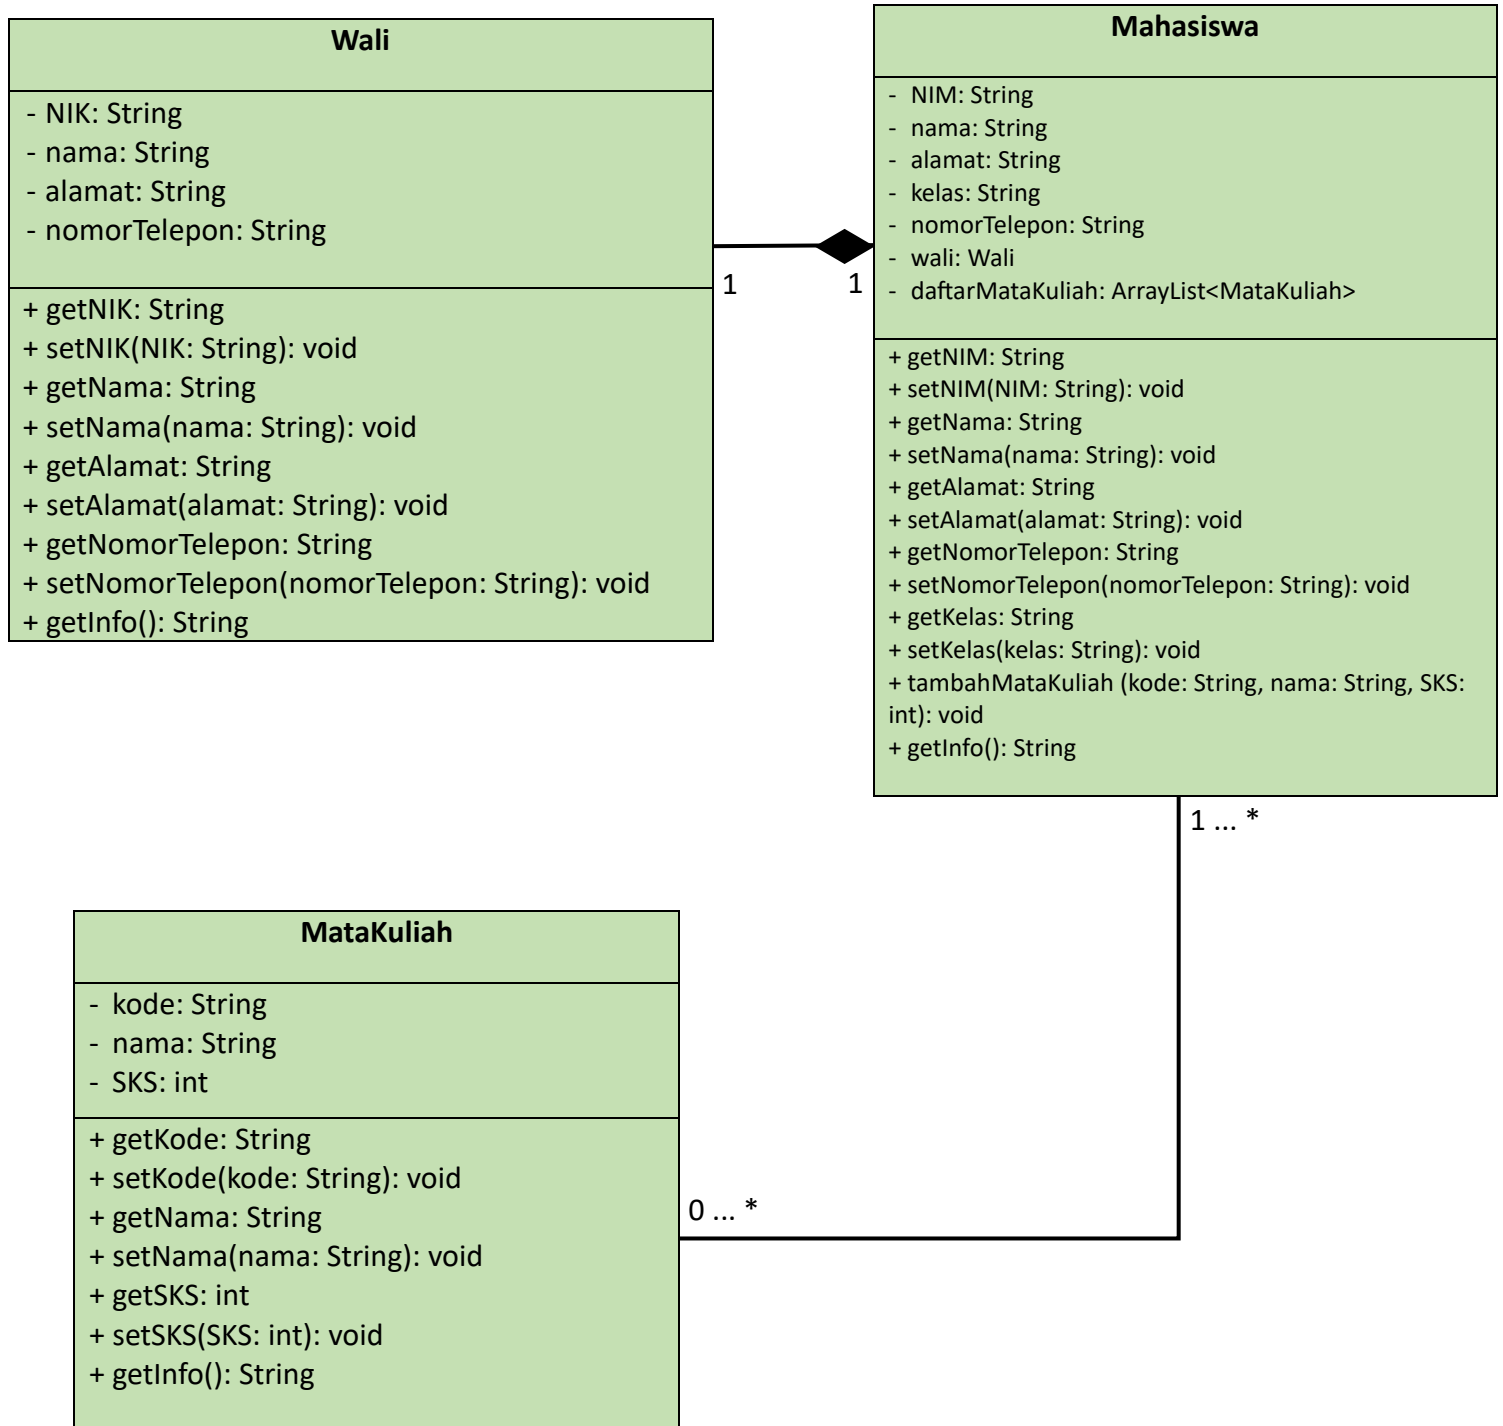 Wali
- NIK: String
- nama: String
- alamat: String
- nomorTelepon: String
+ getNIK: String
+ setNIK(NIK: String): void
+ getNama: String
+ setNama(nama: String): void
+ getAlamat: String
+ setAlamat(alamat: String): void
+ getNomorTelepon: String
+ setNomorTelepon(nomorTelepon: String): void
+ getInfo(): String
1
1
Mahasiswa
- NIM: String
- nama: String
- alamat: String
- kelas: String
- nomorTelepon: String
- wali: Wali
- daftarMataKuliah: ArrayList<MataKuliah>
+ getNIM: String
+ setNIM(NIM: String): void
+ getNama: String
+ setNama(nama: String): void
+ getAlamat: String
+ setAlamat(alamat: String): void
+ getNomorTelepon: String
+ setNomorTelepon(nomorTelepon: String): void
+ getKelas: String
+ setKelas(kelas: String): void
+ tambahMataKuliah (kode: String, nama: String, SKS:
int): void
+ getInfo(): String
1 ... *
MataKuliah
- kode: String
- nama: String
- SKS: int
+ getKode: String
+ setKode(kode: String): void
+ getNama: String
+ setNama(nama: String): void
+ getSKS: int
+ setSKS(SKS: int): void
+ getInfo(): String
0 ... *